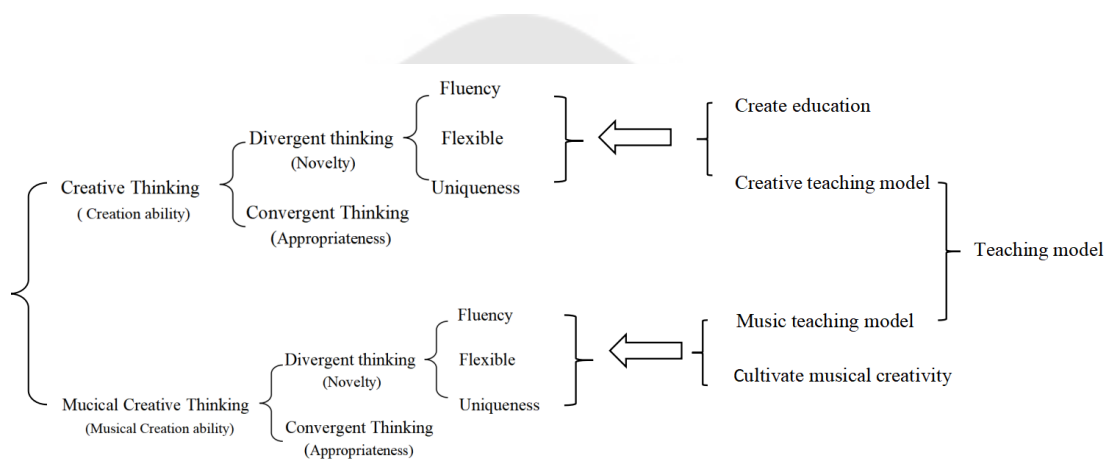 Fluency
Create education
Divergent thinking
Flexible
(Novelty)
Creative Thinking
Uniqueness
Creative teaching model
( Creation ability)
Convergent Thinking
(Appropriateness)
Teaching model
Fluency
Music teaching model
Divergent thinking
Flexible
(Novelty)
Cultivate musical creativity
Mucical Creative Thinking
Uniqueness
(Musical Creation ability)
Convergent Thinking
(Appropriateness)